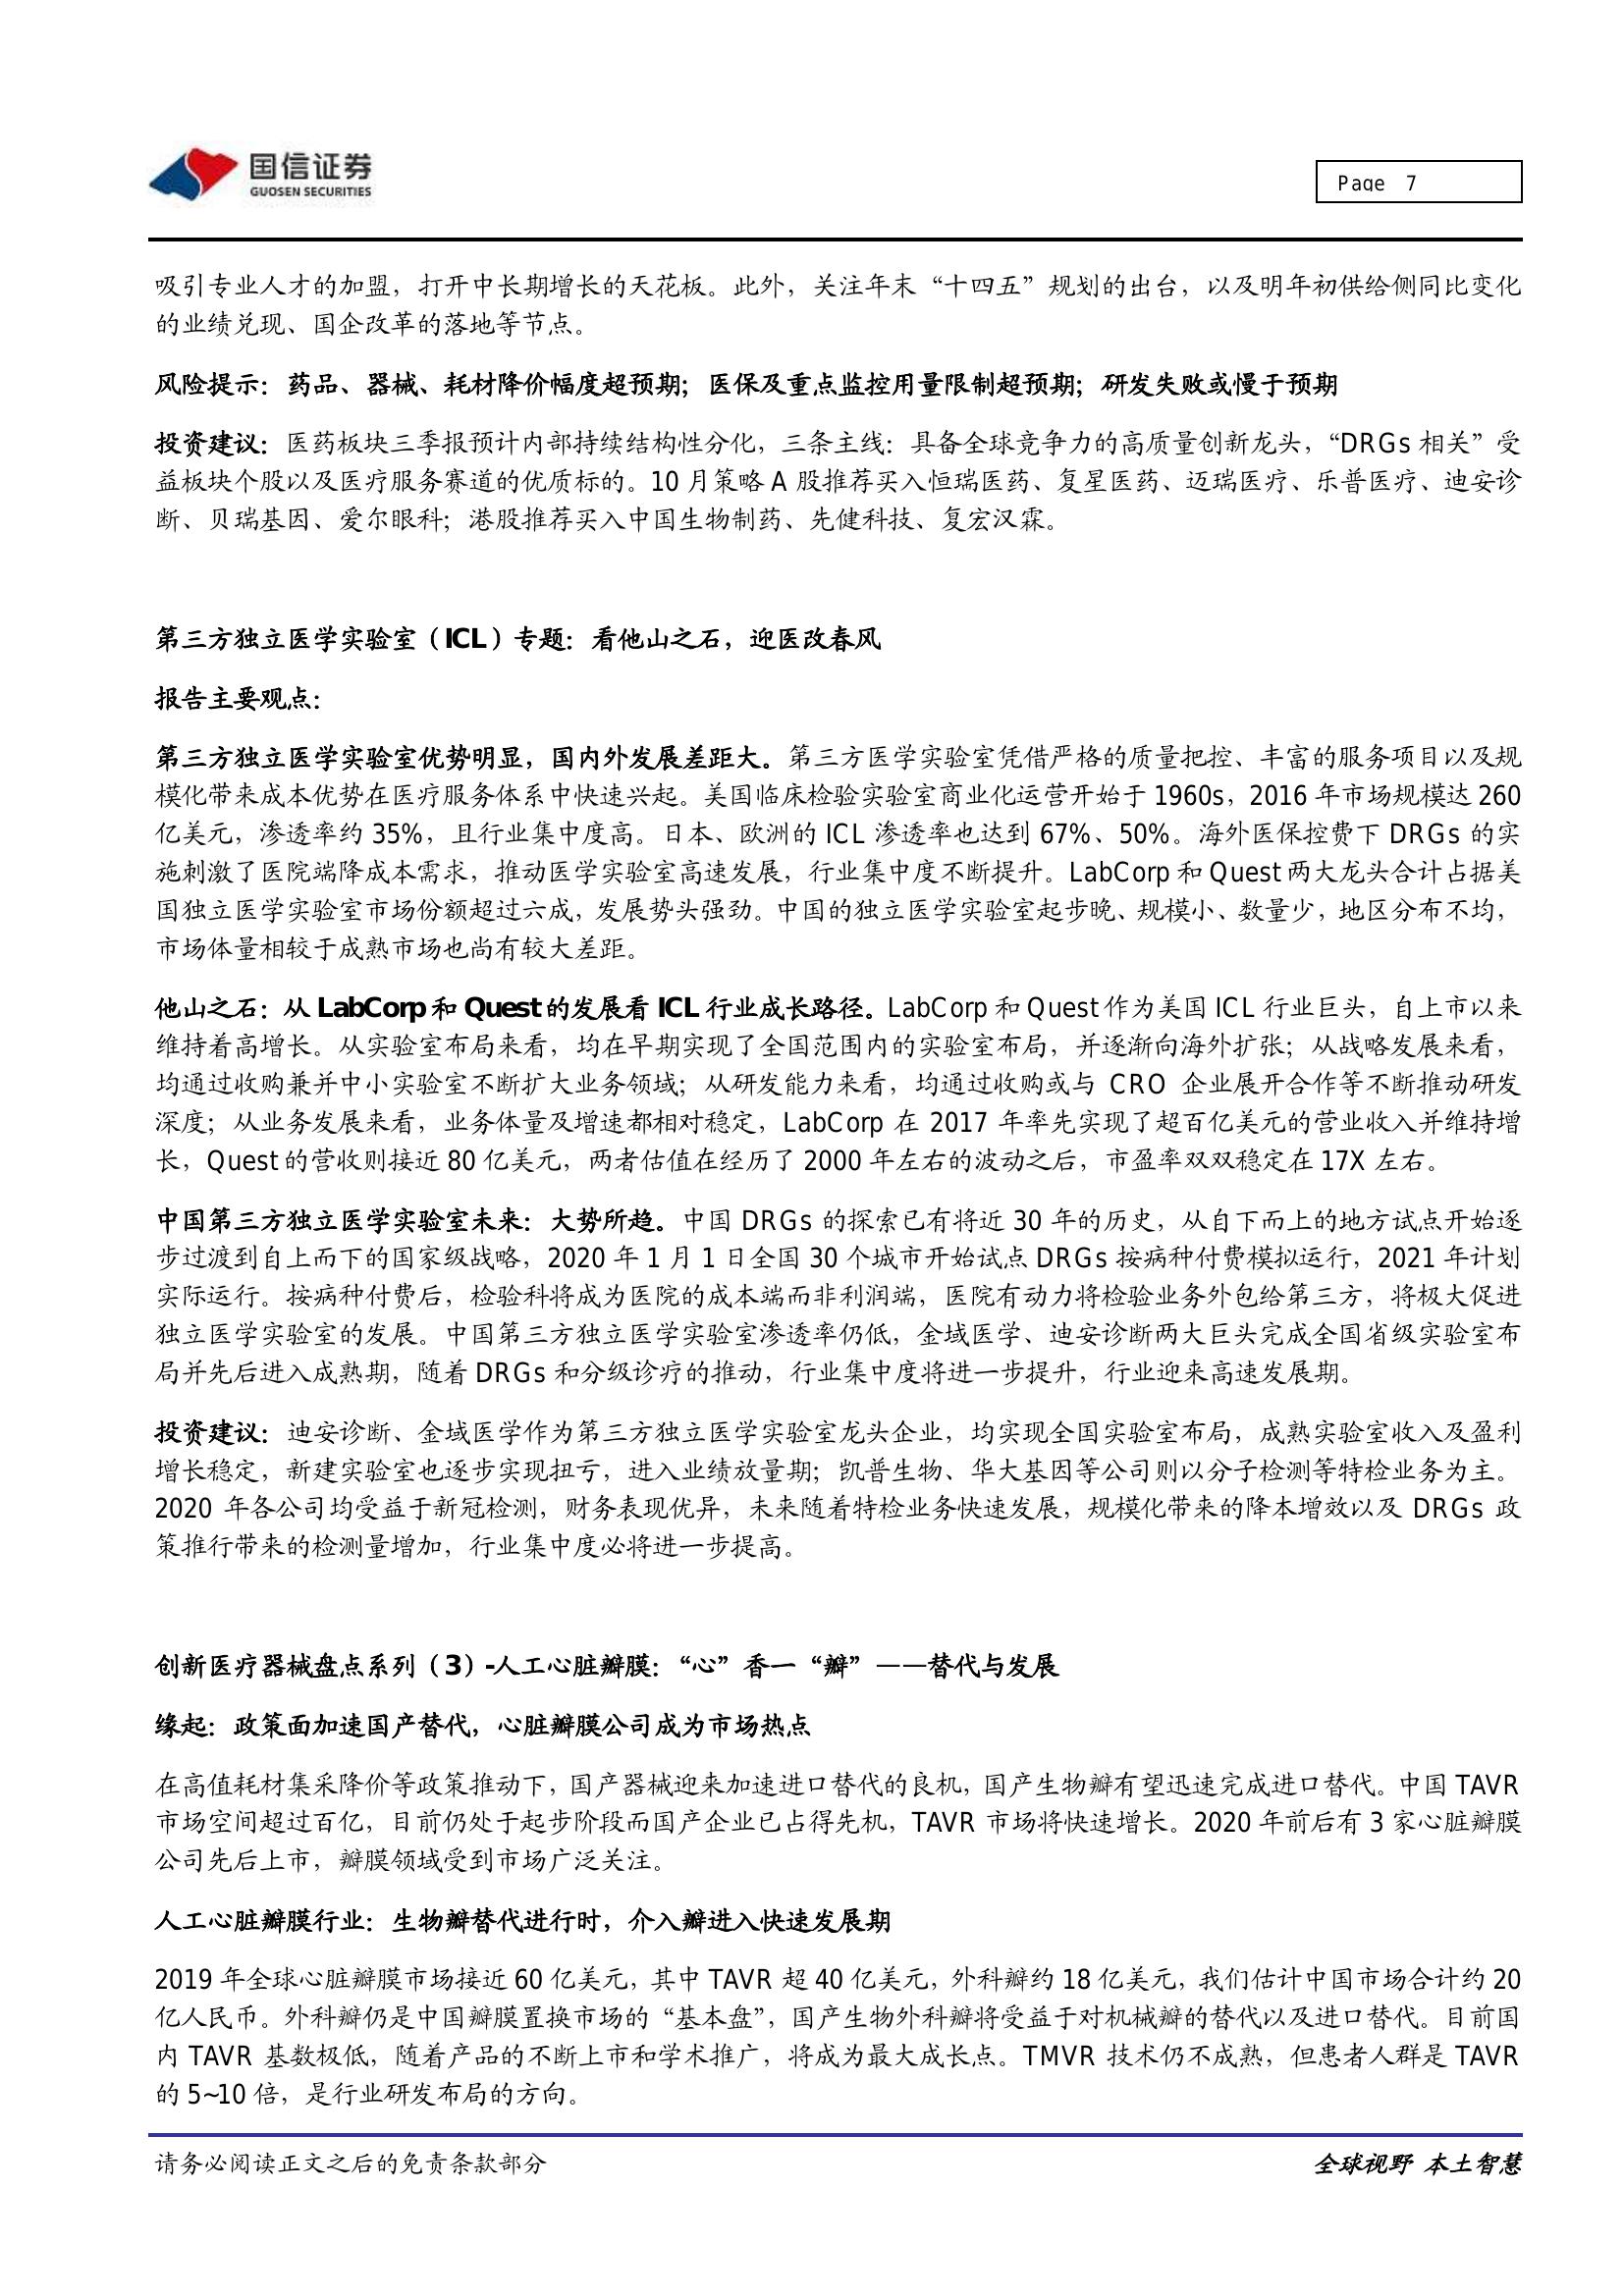 国信证券
GUOSEN SECURITIES
Page 7
吸引专业人才的加盟，打开中长期增长的天花板。此外，关注年末“十四五”规划的出台，以及明年初供给侧同比变化
的业绩兑现、国企改革的落地等节点。
风险提示：药品、器械、耗材降价幅度超预期；医保及重点监控用量限制超预期；研发失败或慢于预期
投资建议：医药板块三季报预计内部持续结构性分化，三条主线：具备全球竞争力的高质量创新龙头，“DRGs 相关”受
益板块个股以及医疗服务赛道的优质标的。10 月策略 A 股推荐买入恒瑞医药、复星医药、迈瑞医疗、乐普医疗、迪安诊
断、贝瑞基因、爱尔眼科；港股推荐买入中国生物制药、先健科技、复宏汉霖。
第三方独立医学实验室（ICL）专题：看他山之石，迎医改春风
报告主要观点：
第三方独立医学实验室优势明显，国内外发展差距大。第三方医学实验室凭借严格的质量把控、丰富的服务项目以及规
模化带来成本优势在医疗服务体系中快速兴起。美国临床检验实验室商业化运营开始于 1960s，2016 年市场规模达 260
亿美元，渗透率约 35%，且行业集中度高。日本、欧洲的 ICL 渗透率也达到 67%、50%。海外医保控费下 DRGs 的实
施刺激了医院端降成本需求，推动医学实验室高速发展，行业集中度不断提升。LabCorp 和 Quest 两大龙头合计占据美
国独立医学实验室市场份额超过六成，发展势头强劲。中国的独立医学实验室起步晚、规模小、数量少，地区分布不均，
市场体量相较于成熟市场也尚有较大差距。
他山之石：从 LabCorp 和 Quest 的发展看 ICL 行业成长路径。LabCorp 和 Quest 作为美国 ICL 行业巨头，自上市以来
维持着高增长。从实验室布局来看，均在早期实现了全国范围内的实验室布局，并逐渐向海外扩张；从战略发展来看，
均通过收购兼并中小实验室不断扩大业务领域；从研发能力来看，均通过收购或与 CRO 企业展开合作等不断推动研发
深度；从业务发展来看，业务体量及增速都相对稳定，LabCorp 在 2017 年率先实现了超百亿美元的营业收入并维持增
长，Quest 的营收则接近 80 亿美元，两者估值在经历了 2000 年左右的波动之后，市盈率双双稳定在 17X 左右。
中国第三方独立医学实验室未来：大势所趋。中国 DRGs 的探索已有将近 30 年的历史，从自下而上的地方试点开始逐
步过渡到自上而下的国家级战略，2020 年 1 月 1 日全国 30 个城市开始试点 DRGs 按病种付费模拟运行，2021 年计划
实际运行。按病种付费后，检验科将成为医院的成本端而非利润端，医院有动力将检验业务外包给第三方，将极大促进
独立医学实验室的发展。中国第三方独立医学实验室渗透率仍低，金域医学、迪安诊断两大巨头完成全国省级实验室布
局并先后进入成熟期，随着 DRGs 和分级诊疗的推动，行业集中度将进一步提升，行业迎来高速发展期。
投资建议：迪安诊断、金域医学作为第三方独立医学实验室龙头企业，均实现全国实验室布局，成熟实验室收入及盈利
增长稳定，新建实验室也逐步实现扭亏，进入业绩放量期；凯普生物、华大基因等公司则以分子检测等特检业务为主。
2020 年各公司均受益于新冠检测，财务表现优异，未来随着特检业务快速发展，规模化带来的降本增效以及 DRGs 政
策推行带来的检测量增加，行业集中度必将进一步提高。
创新医疗器械盘点系列（3）-人工心脏瓣膜：“心”香一“瓣”——替代与发展
缘起：政策面加速国产替代，心脏瓣膜公司成为市场热点
在高值耗材集采降价等政策推动下，国产器械迎来加速进口替代的良机，国产生物瓣有望迅速完成进口替代。中国 TAVR
市场空间超过百亿，目前仍处于起步阶段而国产企业已占得先机，TAVR 市场将快速增长。2020 年前后有 3 家心脏瓣膜
公司先后上市，瓣膜领域受到市场广泛关注。
人工心脏瓣膜行业：生物瓣替代进行时，介入瓣进入快速发展期
2019 年全球心脏瓣膜市场接近 60 亿美元，其中 TAVR 超 40 亿美元，外科瓣约 18 亿美元，我们估计中国市场合计约 20
亿人民币。外科瓣仍是中国瓣膜置换市场的“基本盘”，国产生物外科瓣将受益于对机械瓣的替代以及进口替代。目前国
内 TAVR 基数极低，随着产品的不断上市和学术推广，将成为最大成长点。TMVR 技术仍不成熟，但患者人群是 TAVR
的 5~10 倍，是行业研发布局的方向。
请务必阅读正文之后的免责条款部分
全球视野 本土智慧